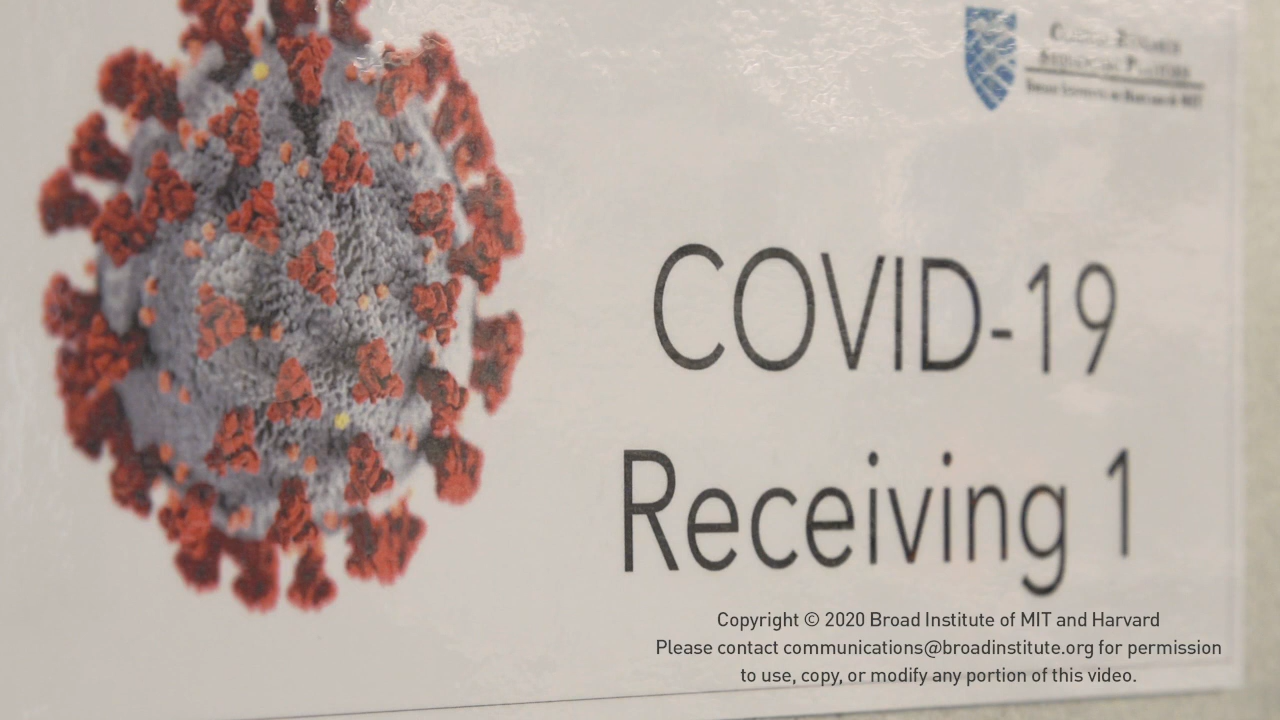 COVID-19
Receiving 1
Copyright © 2020 Broad Institute of MIT and Harvard
Please contact communications@broadinstitute.org for permission
to use, copy, or modify any portion of this video.